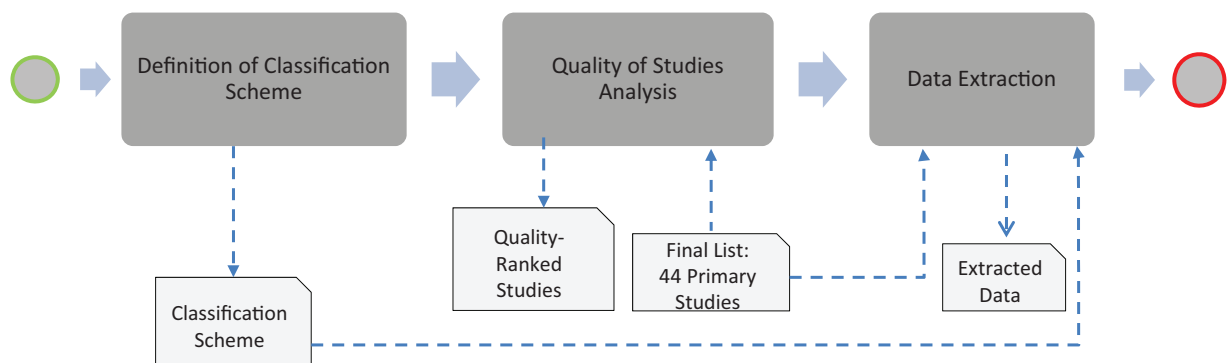 Definition of Classification
Scheme
Quality of Studies
Analysis
Data Extraction
Quality-
Ranked
Studies
Final List:
44 Primary
Studies
Extracted
Data
Classification
Scheme